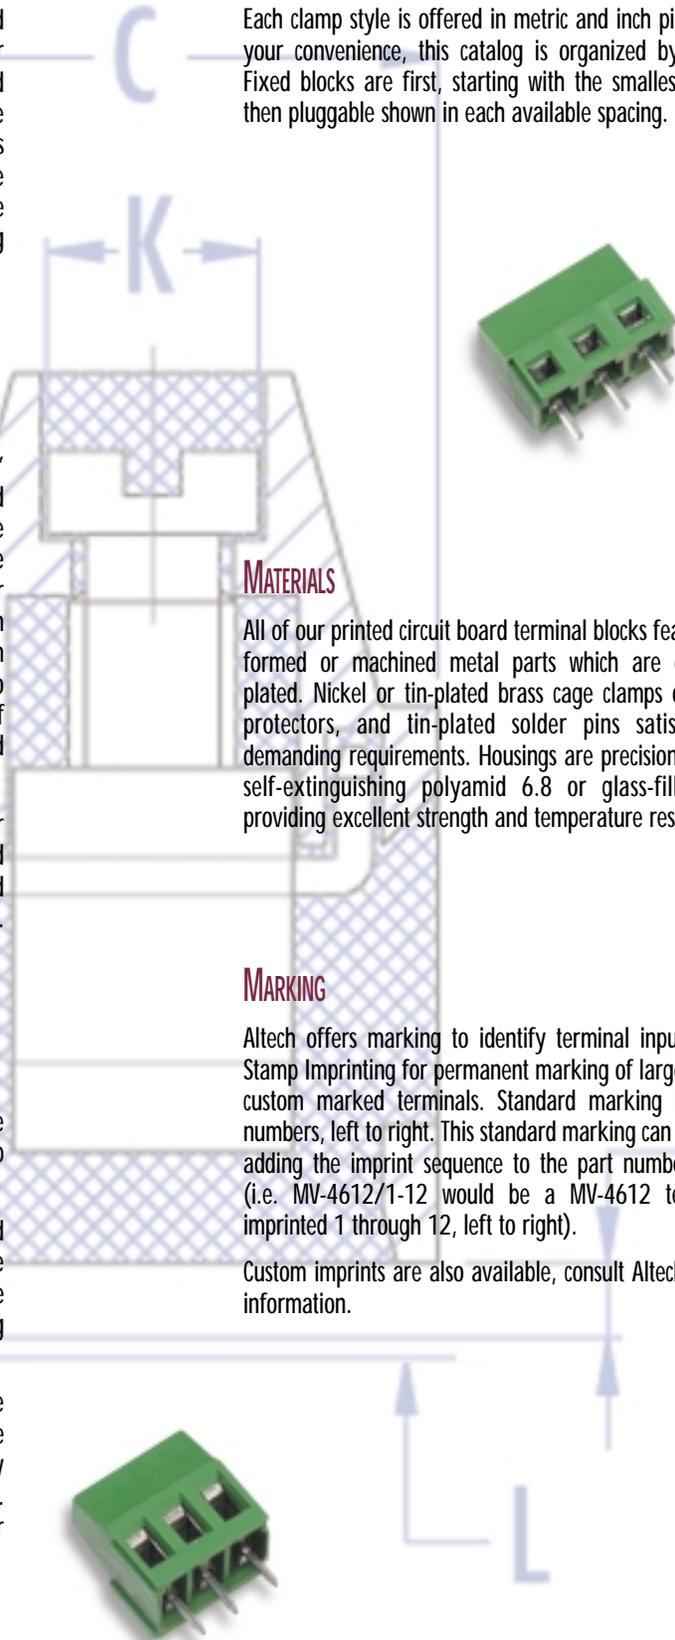 Each clamp style is offered in metric and inch pi
your convenience, this catalog is organized by
Fixed blocks are first, starting with the smalles
then pluggable shown in each available spacing.
C
K
MATERIALS
All of our printed circuit board terminal blocks fea
formed or machined metal parts which are
plated. Nickel or tin-plated brass cage clamps
protectors, and tin-plated solder pins satis
demanding requirements. Housings are precision
self-extinguishing polyamid 6.8 or glass-fill
providing excellent strength and temperature res
MARKING
Altech offers marking to identify terminal inpu
Stamp Imprinting for permanent marking of larg
custom marked terminals. Standard marking
numbers, left to right. This standard marking can
adding the imprint sequence to the part numbe
(i.e. MV-4612/1-12 would be a MV-4612 te
imprinted 1 through 12, left to right).
Custom imprints are also available, consult Altech
information.
L